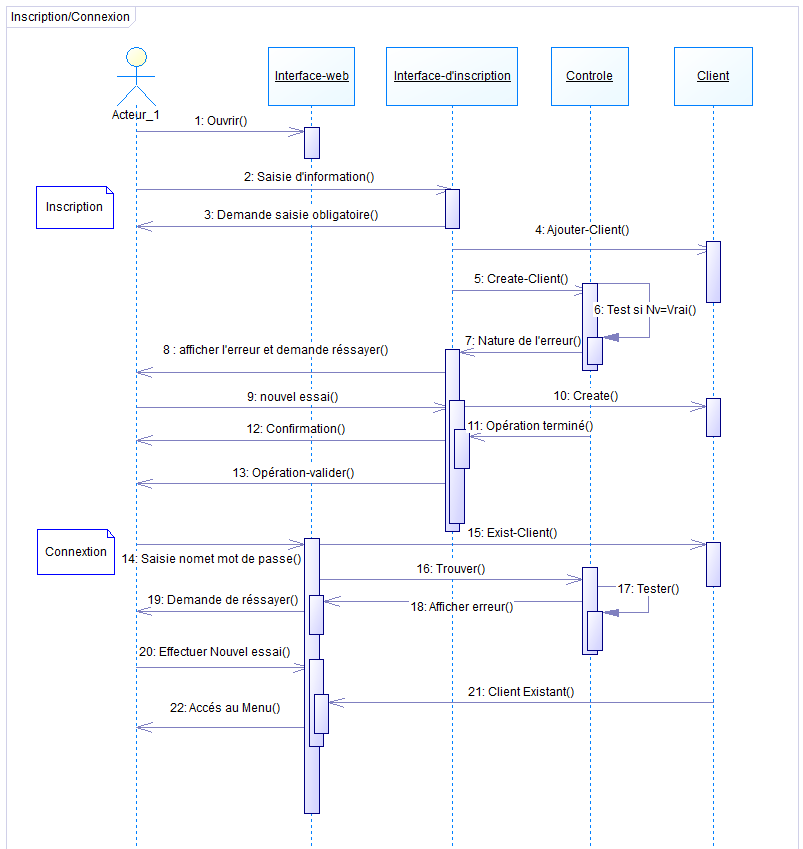 Inscription/Connexion
Interface-web
Interface-d'inscription
Controle
Client
Acteur_1
1: Ouvrir()
2: Saisie d'information()
Inscription
3: Demande saisie obligatoire()
4: Ajouter-Client()
5: Create-Client()
6: Test si Nv=Vrai()
7: Nature de l'erreur()
8 : afficher l'erreur et demande réssayer()
9: nouvel essai()
10: Create()
11: Opération terminé()
12: Confirmation()
13: Opération-valider()
Connextion
14: Saisie nomet mot de passe()
15: Exist-Client()
16: Trouver()
17: Tester()
18: Afficher erreur()
19: Demande de réssayer()
20: Effectuer Nouvel essai()
21: Client Existant()
22: Accés au Menu()